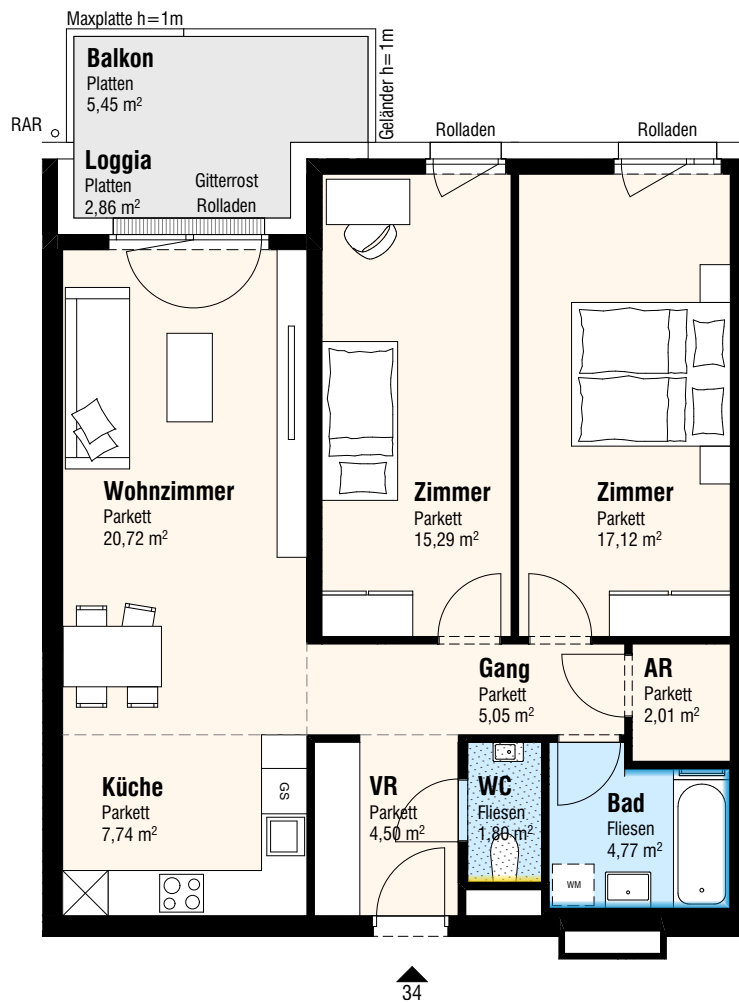 Maxplatte h=1m
Geländer h=1m
Balkon
Platten
5,45 m²
RAR
Loggia
Platten
2,86 m²
Gitterrost
Rolladen
Rolladen
Rolladen
Wohnzimmer
Parkett
20,72 m²
Zimmer
Parkett
15,29 m²
Zimmer
Parkett
17,12 m²
Gang
Parkett
5,05 m²
AR
Parkett
2,01 m²
Küche
Parkett
7,74 m²
GS
VR
Parkett
4,50 m²
WC
Fliesen
1,80 m²
Bad
Fliesen
4,77 m²
WM
34